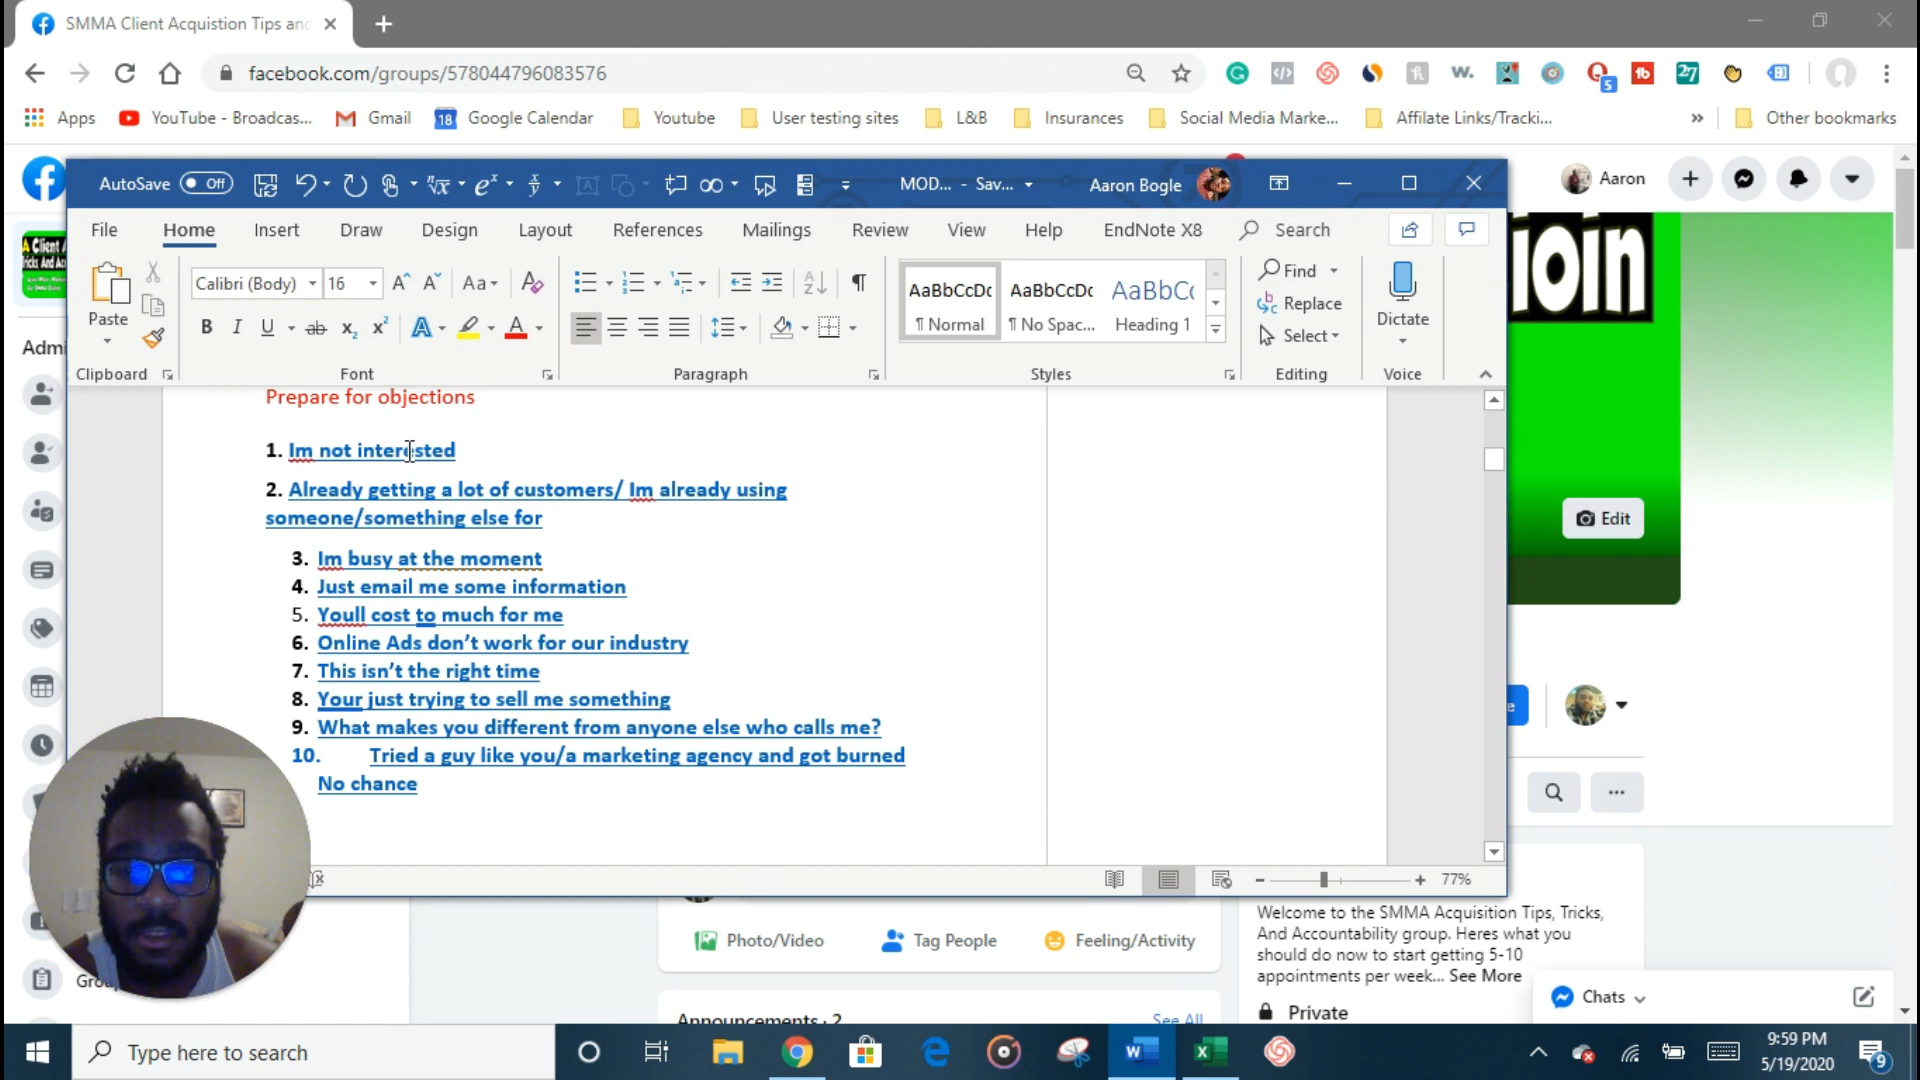 SMMA Client Acquistion Tips and
facebook.com/groups/578044796083576
Apps
YouTube - Broadcas...
Gmail
18
Google Calendar
Youtube
User testing sites
L&B
Insurances
Social Media Marke...
Affilate Links/Tracki...
»
Other bookmarks
AutoSave
Off
MOD... - Sav...
Aaron Bogle
Aaron
File
Home
Insert
Draw
Design
Layout
References
Mailings
Review
View
Help
EndNote X8
Search
Paste
Calibri (Body)
16
AaBbCcDc
AaBbCcDc
AaBbCc
¶ Normal
¶ No Spac...
Heading 1
Find
Replace
Select
Dictate
Clipboard
Font
Paragraph
Styles
Editing
Voice
Admi
Prepare for objections
1. Im not interested
2. Already getting a lot of customers/ Im already using
someone/something else for
3. Im busy at the moment
4. Just email me some information
5. Youll cost to much for me
6. Online Ads don’t work for our industry
7. This isn’t the right time
8. Your just trying to sell me something
9. What makes you different from anyone else who calls me?
10. Tried a guy like you/a marketing agency and got burned
No chance
Edit
77%
Photo/Video
Tag People
Feeling/Activity
Welcome to the SMMA Acquisition Tips, Tricks,
And Accountability group. Heres what you
should do now to start getting 5-10
appointments per week... See More
Private
Announcements · 2
See All
Chats
Type here to search
9:59 PM
5/19/2020
9